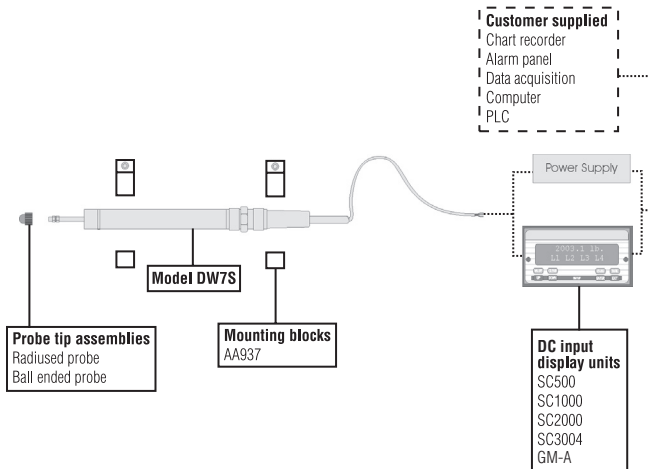 Customer supplied
Chart recorder
Alarm panel
Data acquisition
Computer
PLC
Power Supply
2003.1 lb.
L1 L2 L3 L4
Model DW7S
Probe tip assemblies
Radiused probe
Ball ended probe
Mounting blocks
AA937
DC input
display units
SC500
SC1000
SC2000
SC3004
GM-A